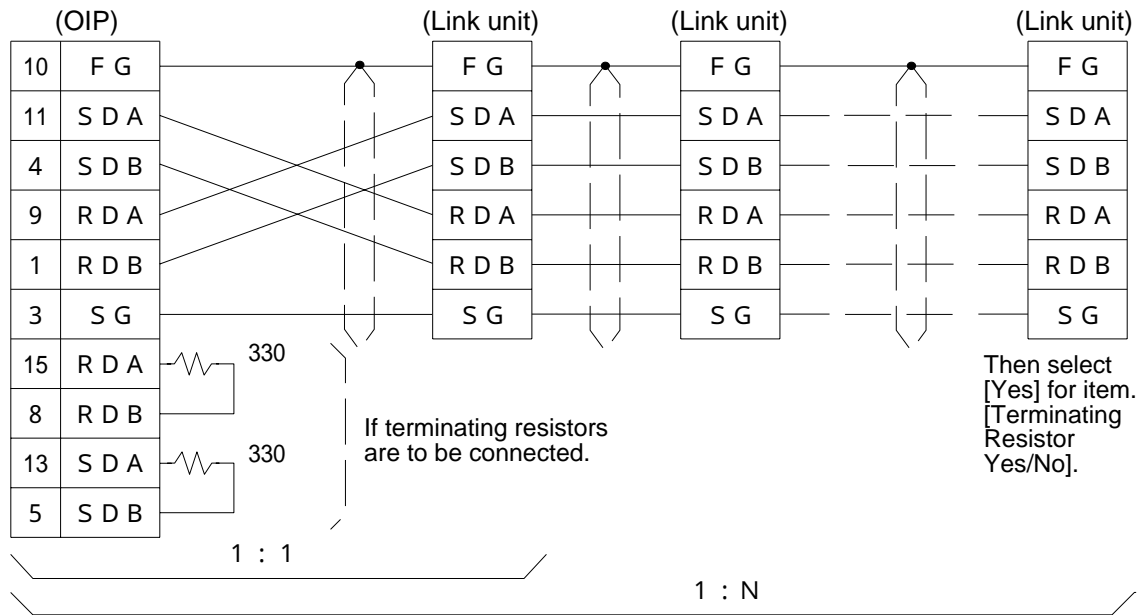 (OIP) (Link unit) (Link unit) (Link unit)
10 F G F G F G F G
11 S D A S D A S D A S D A
4 S D B S D B S D B S D B
9 R D A R D A R D A R D A
1 R D B R D B R D B R D B
3 S G S G S G S G
15 R D A 330
8 R D B
13 S D A 330
5 S D B
If terminating resistors
are to be connected.
Then select
[Yes] for item.
[Terminating
Resistor
Yes/No].
1 : 1
1 : N